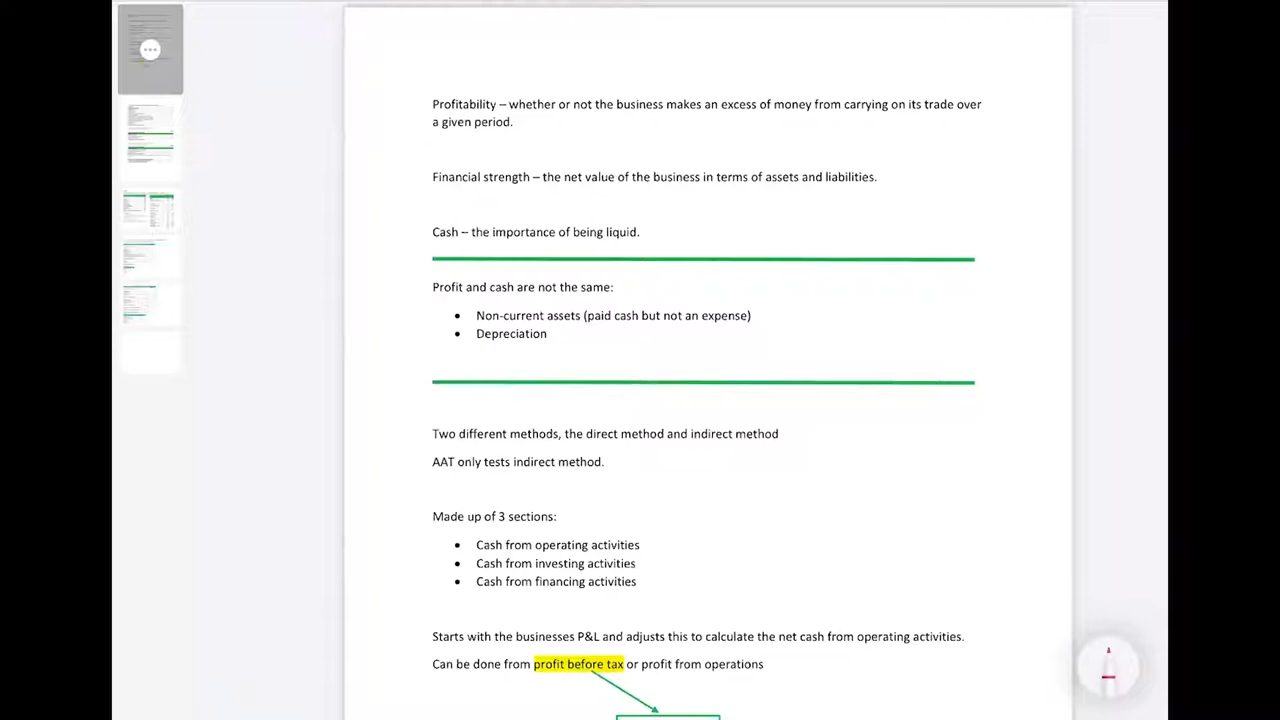 Profitability – whether or not the business makes an excess of money from carrying on its trade over
a given period.
Financial strength – the net value of the business in terms of assets and liabilities.
Cash – the importance of being liquid.
Profit and cash are not the same:
• Non-current assets (paid cash but not an expense)
• Depreciation
Two different methods, the direct method and indirect method
AAT only tests indirect method.
Made up of 3 sections:
• Cash from operating activities
• Cash from investing activities
• Cash from financing activities
Starts with the businesses P&L and adjusts this to calculate the net cash from operating activities.
Can be done from profit before tax or profit from operations